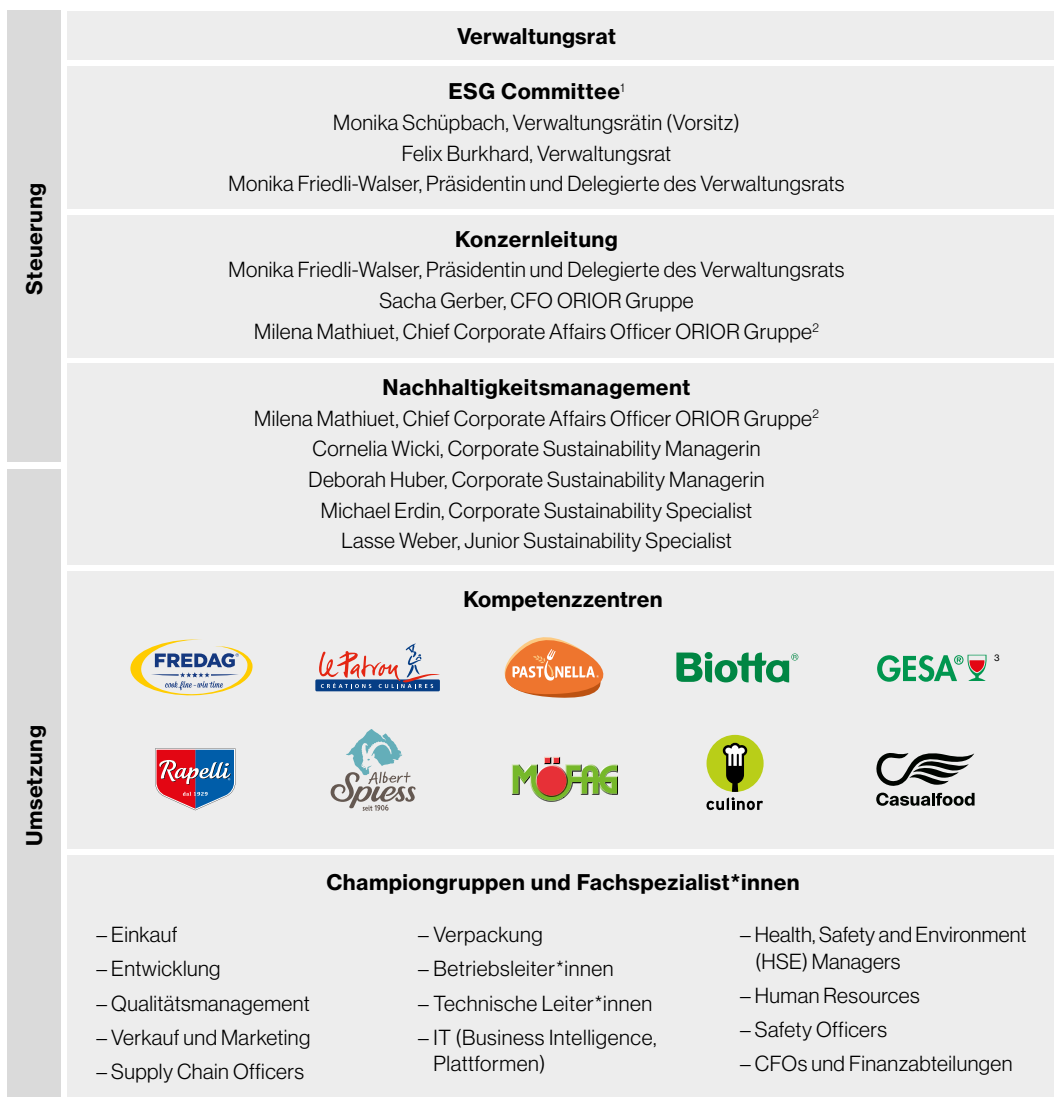 Steuerung
Verwaltungsrat
ESG Committee¹
Monika Schüpbach, Verwaltungsrätin (Vorsitz)
Felix Burkhard, Verwaltungsrat
Monika Friedli-Walser, Präsidentin und Delegierte des Verwaltungsrats
Konzernleitung
Monika Friedli-Walser, Präsidentin und Delegierte des Verwaltungsrats
Sacha Gerber, CFO ORIOR Gruppe
Milena Mathiuet, Chief Corporate Affairs Officer ORIOR Gruppe²
Nachhaltigkeitsmanagement
Milena Mathiuet, Chief Corporate Affairs Officer ORIOR Gruppe²
Cornelia Wicki, Corporate Sustainability Managerin
Deborah Huber, Corporate Sustainability Managerin
Michael Erdin, Corporate Sustainability Specialist
Lasse Weber, Junior Sustainability Specialist
Umsetzung
Kompetenzzentren
FREDAG®
cook fine - win time
le Patron
CRÉATIONS CULINAIRES
PASTINELLA
Biotta®
GESA® ³
Rapelli
dal 1929
Albert
Spiess
seit 1906
MÖFAG
culinor
Casualfood
Championgruppen und Fachspezialist*innen
– Einkauf
– Entwicklung
– Qualitätsmanagement
– Verkauf und Marketing
– Supply Chain Officers
– Verpackung
– Betriebsleiter*innen
– Technische Leiter*innen
– IT (Business Intelligence,
Plattformen)
– Health, Safety and Environment
(HSE) Managers
– Human Resources
– Safety Officers
– CFOs und Finanzabteilungen